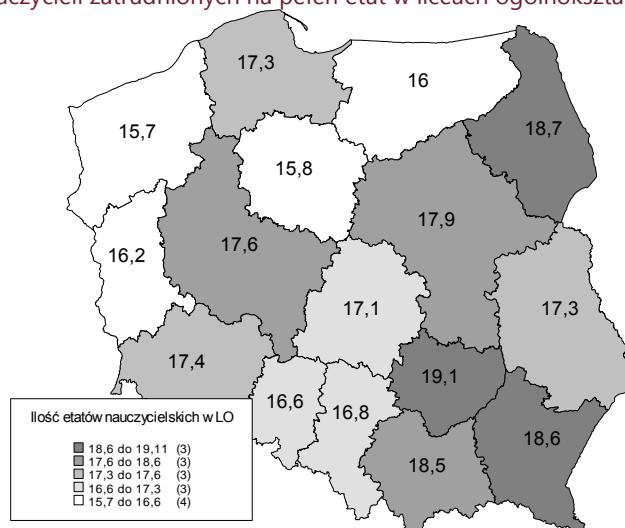 nauczycieli zatrudnionych na pełen etat w liceach ogólnokształ
17,3
16
15,7
18,7
15,8
17,9
17,6
16,2
17,1
17,3
17,4
19,1
16,6
16,8
18,6
18,5
Ilość etatów nauczycielskich w LO
18,6 do 19,11 (3)
17,6 do 18,6 (3)
17,3 do 17,6 (3)
16,6 do 17,3 (3)
15,7 do 16,6 (4)